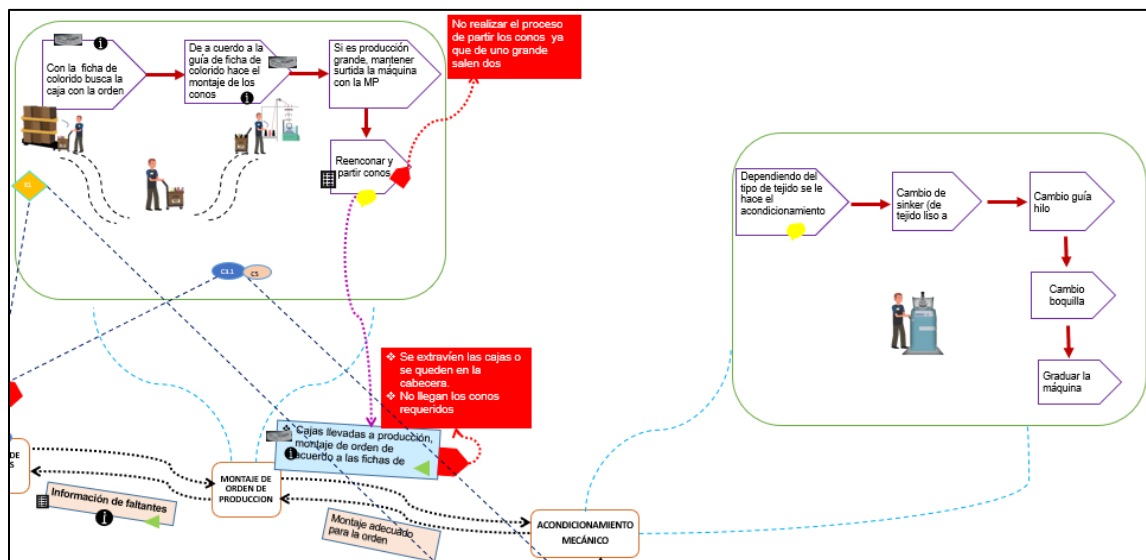 No realizar el proceso
de partir los conos ya
que de uno grande
salen dos
Con la ficha de
colorido busca la
caja con la orden
De a cuerdo a la
guía de ficha de
colorido hace el
montaje de los
conos
Si es producción
grande, mantener
surtida la máquina
con la MP
Reenconar y
partir conos
Dependiendo del
tipo de tejido se le
hace el
acondicionamiento
Cambio de
sinker (de
tejido liso a
Cambio guía
hilo
Cambio
boquilla
Graduar la
máquina
C3.1
C5
❖ Se extravíen las cajas o
se queden en la
cabecera.
❖ No llegan los conos
requeridos
❖ Cajas llevadas a producción,
montaje de orden de
acuerdo a las fichas de
DE
S
MONTAJE DE
ORDEN DE
PRODUCCION
Información de faltantes
Montaje adecuado
para la orden
ACONDICIONAMIENTO
MECÁNICO